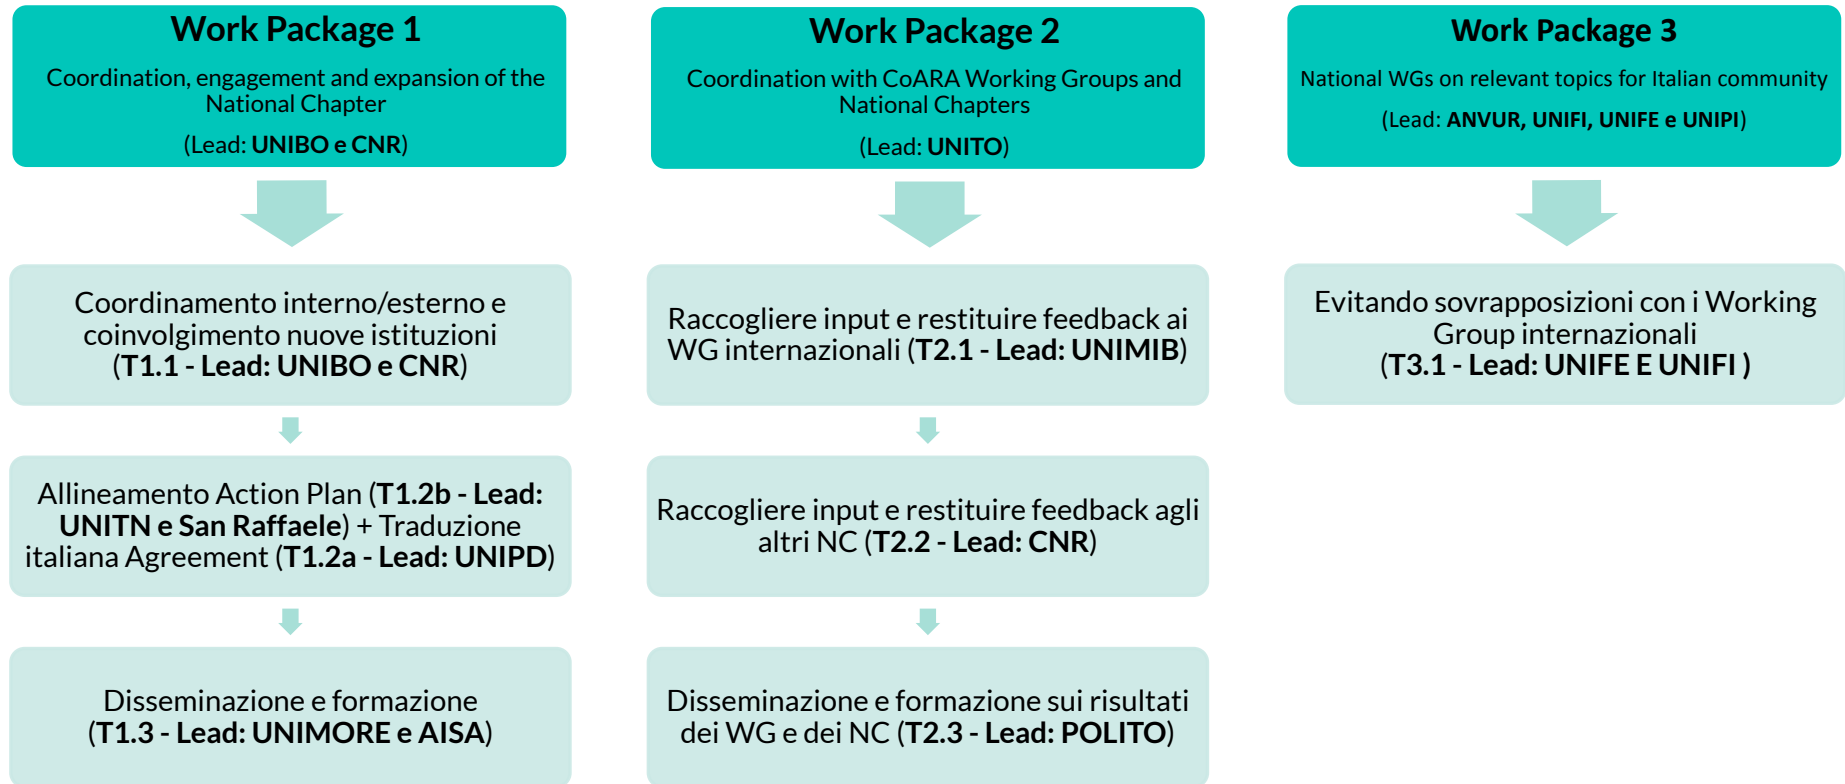 Work Package 1
Coordination, engagement and expansion of the
National Chapter
(Lead: UNIBO e CNR)
Coordinamento interno/esterno e
coinvolgimento nuove istituzioni
(T1.1 - Lead: UNIBO e CNR)
Allineamento Action Plan (T1.2b - Lead:
UNITN e San Raffaele) + Traduzione
italiana Agreement (T1.2a - Lead: UNIPD)
Disseminazione e formazione
(T1.3 - Lead: UNIMORE e AISA)
Work Package 2
Coordination with CoARA Working Groups and
National Chapters
(Lead: UNITO)
Raccogliere input e restituire feedback ai
WG internazionali (T2.1 - Lead: UNIMIB)
Raccogliere input e restituire feedback agli
altri NC (T2.2 - Lead: CNR)
Disseminazione e formazione sui risultati
dei WG e dei NC (T2.3 - Lead: POLITO)
Work Package 3
National WGs on relevant topics for Italian community
(Lead: ANVUR, UNIFI, UNIFE e UNIPI)
Evitando sovrapposizioni con i Working
Group internazionali
(T3.1 - Lead: UNIFE E UNIFI )